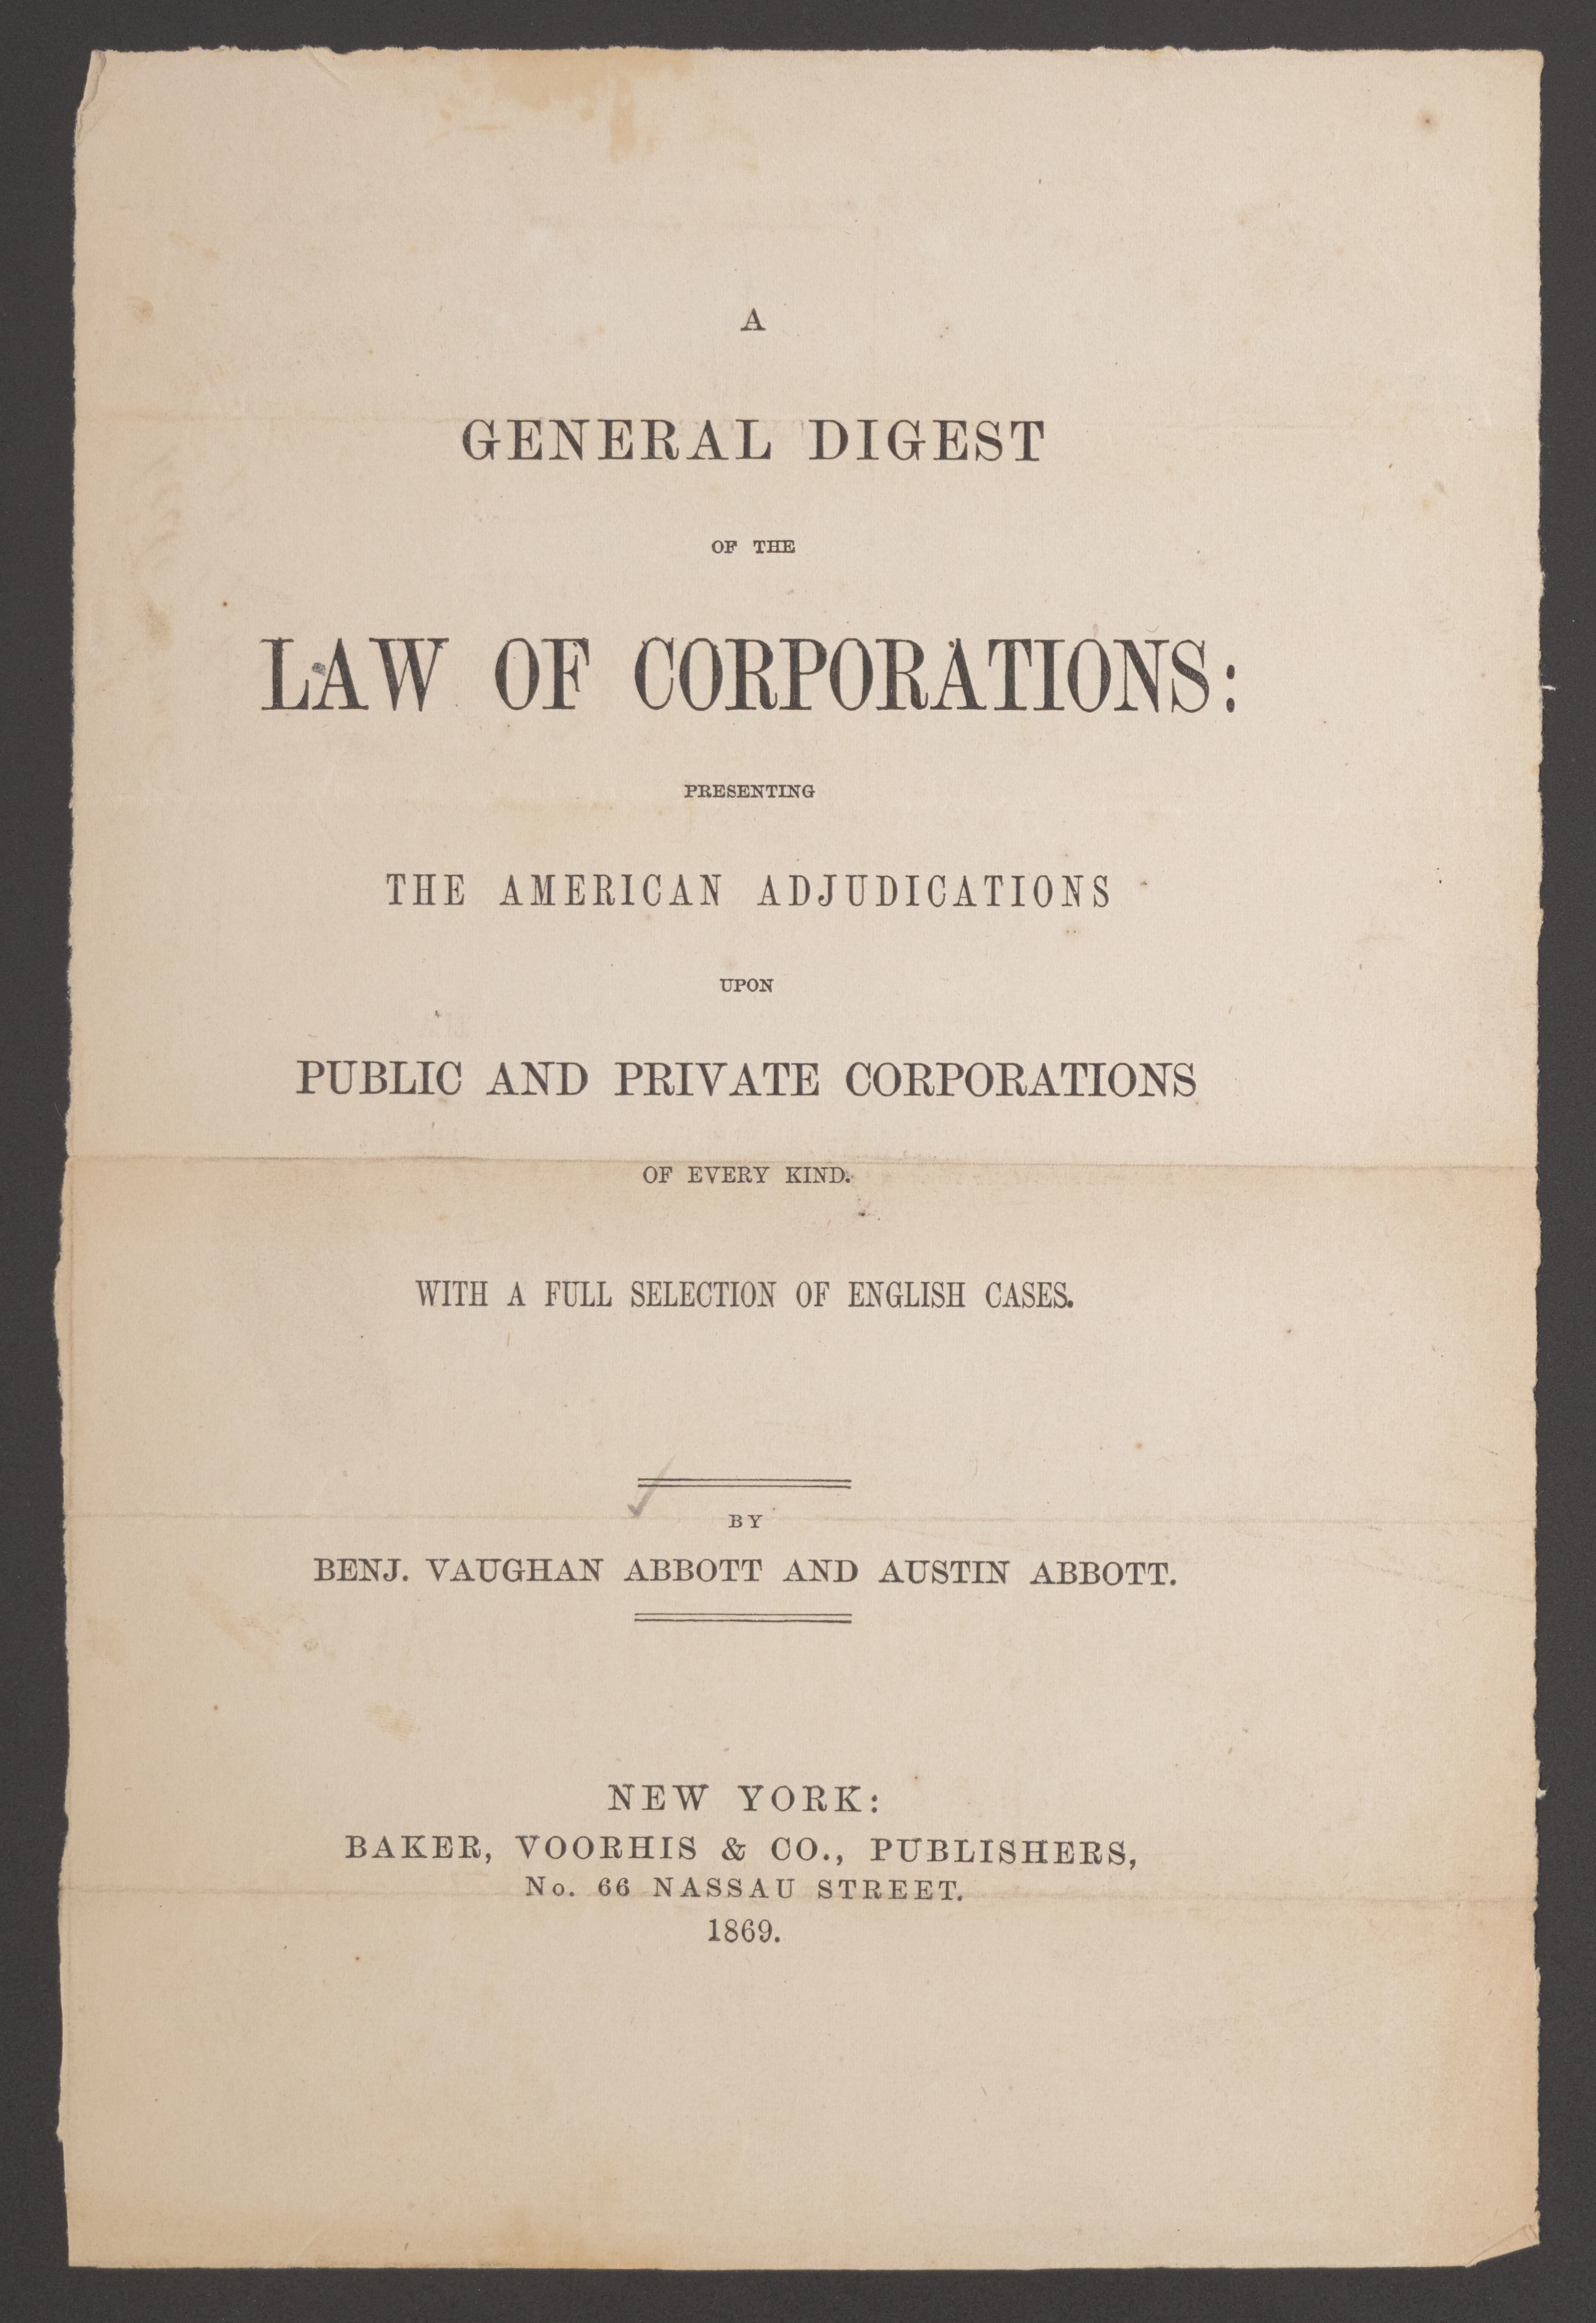 A
GENERAL DIGEST
OF THE
LAW OF CORPORATIONS:
PRESENTING
THE AMERICAN ADJUDICATIONS
UPON
PUBLIC AND PRIVATE CORPORATIONS
OF EVERY KIND.
WITH A FULL SELECTION OF ENGLISH CASES.
BY
BENJ. VAUGHAN ABBOTT AND AUSTIN ABBOTT.
NEW YORK:
BAKER, VOORHIS & CO., PUBLISHERS,
No. 66 NASSAU STREET.
1869.